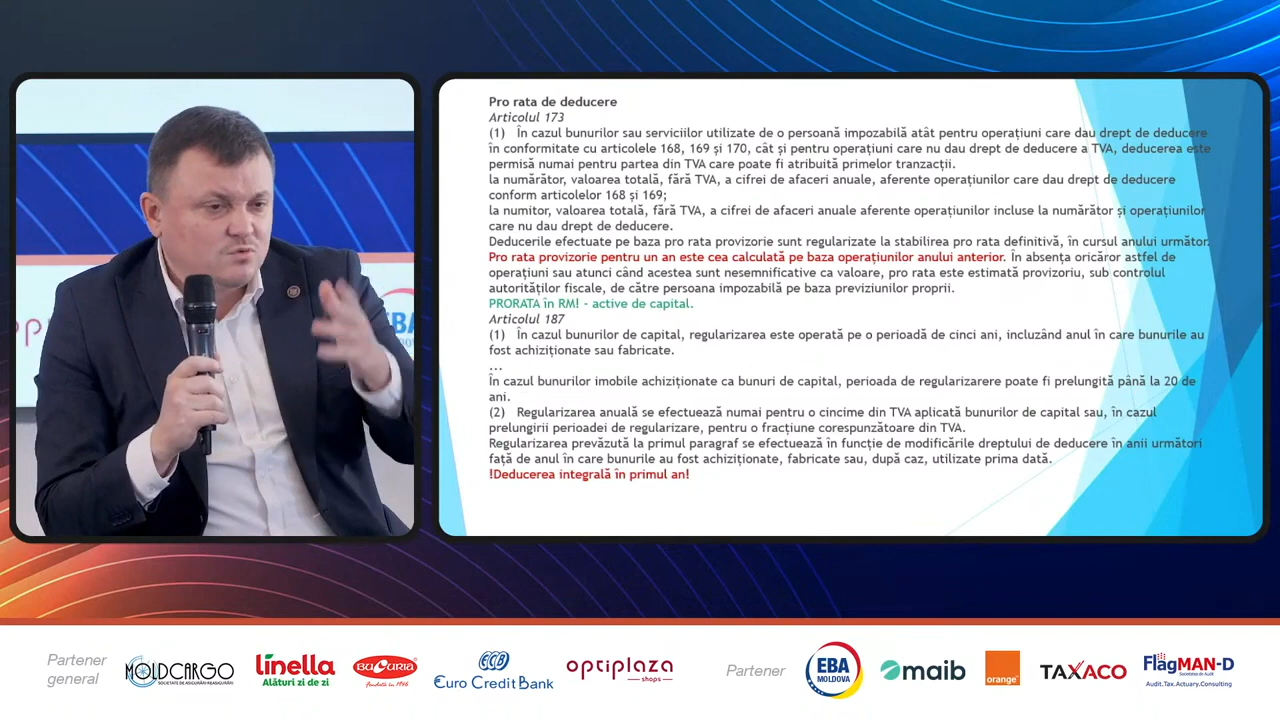 Pro rata de deducere
Articolul 173
(1) În cazul bunurilor sau serviciilor utilizate de o persoană impozabilă atât pentru operațiuni care dau drept de deducere
în conformitate cu articolele 168, 169 și 170, cât și pentru operațiuni care nu dau drept de deducere a TVA, deducerea este
permisă numai pentru partea din TVA care poate fi atribuită primelor tranzacții.
la numărător, valoarea totală, fără TVA, a cifrei de afaceri anuale, aferente operațiunilor care dau drept de deducere
conform articolelor 168 și 169;
la numitor, valoarea totală, fără TVA, a cifrei de afaceri anuale aferente operațiunilor incluse la numărător și operațiunilor
care nu dau drept de deducere.
Deducerile efectuate pe baza pro rata provizorie sunt regularizate la stabilirea pro rata definitivă, în cursul anului următor.
Pro rata provizorie pentru un an este cea calculată pe baza operațiunilor anului anterior. În absența oricăror astfel de
operațiuni sau atunci când acestea sunt nesemnificative ca valoare, pro rata este estimată provizoriu, sub controlul
autorităților fiscale, de către persoana impozabilă pe baza previziunilor proprii.
PRORATA în RM! - active de capital.
Articolul 187
(1) În cazul bunurilor de capital, regularizarea este operată pe o perioadă de cinci ani, incluzând anul în care bunurile au
fost achiziționate sau fabricate.
...
În cazul bunurilor imobile achiziționate ca bunuri de capital, perioada de regularizarere poate fi prelungită până la 20 de
ani.
(2) Regularizarea anuală se efectuează numai pentru o cincime din TVA aplicată bunurilor de capital sau, în cazul
prelungirii perioadei de regularizare, pentru o fracțiune corespunzătoare din TVA.
Regularizarea prevăzută la primul paragraf se efectuează în funcție de modificările dreptului de deducere în anii următori
față de anul în care bunurile au fost achiziționate, fabricate sau, după caz, utilizate prima dată.
!Deducerea integrală în primul an!
Partener
general
MOLDCARGO
SOCIETATE DE ASIGURĂRI-REASIGURĂRI
linella
Alături zi de zi
BUCURIA
fondată în 1946
ECB
Euro Credit Bank
optiplaza
shops
Partener
EBA
MOLDOVA
maib
orange
TAXACO
FlagMAN-D
Societatea de Audit
Audit.Tax.Actuary.Consulting